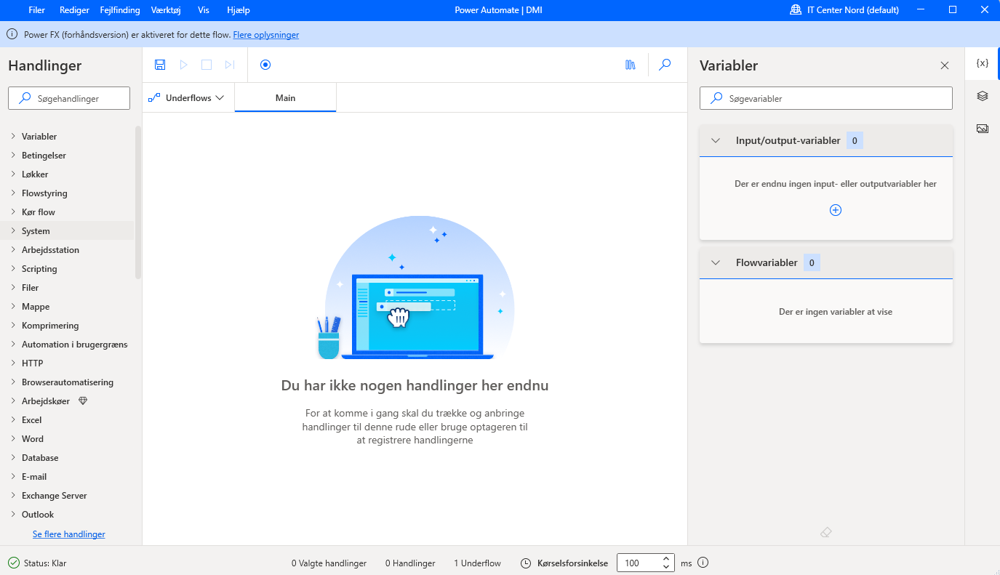 Filer Rediger Fejlfinding Værktøj Vis Hjælp Power Automate | DMI IT Center Nord (default)
Power FX (forhåndsversion) er aktiveret for dette flow. Flere oplysninger
Handlinger
Søgehandlinger
Variabler
Betingelser
Løkker
Flowstyring
Kør flow
System
Arbejdsstation
Scripting
Filer
Mappe
Komprimering
Automation i brugergræns
HTTP
Browserautomatisering
Arbejdskøer
Excel
Word
Database
E-mail
Exchange Server
Outlook
Se flere handlinger
Underflows Main
Du har ikke nogen handlinger her endnu
For at komme i gang skal du trække og anbringe
handlinger til denne rude eller bruge optageren til
at registrere handlingerne
Variabler
{x}
Søgevariabler
Input/output-variabler 0
Der er endnu ingen input- eller outputvariabler her
Flowvariabler 0
Der er ingen variabler at vise
Status: Klar 0 Valgte handlinger 0 Handlinger 1 Underflow Kørselsforsinkelse 100 ms